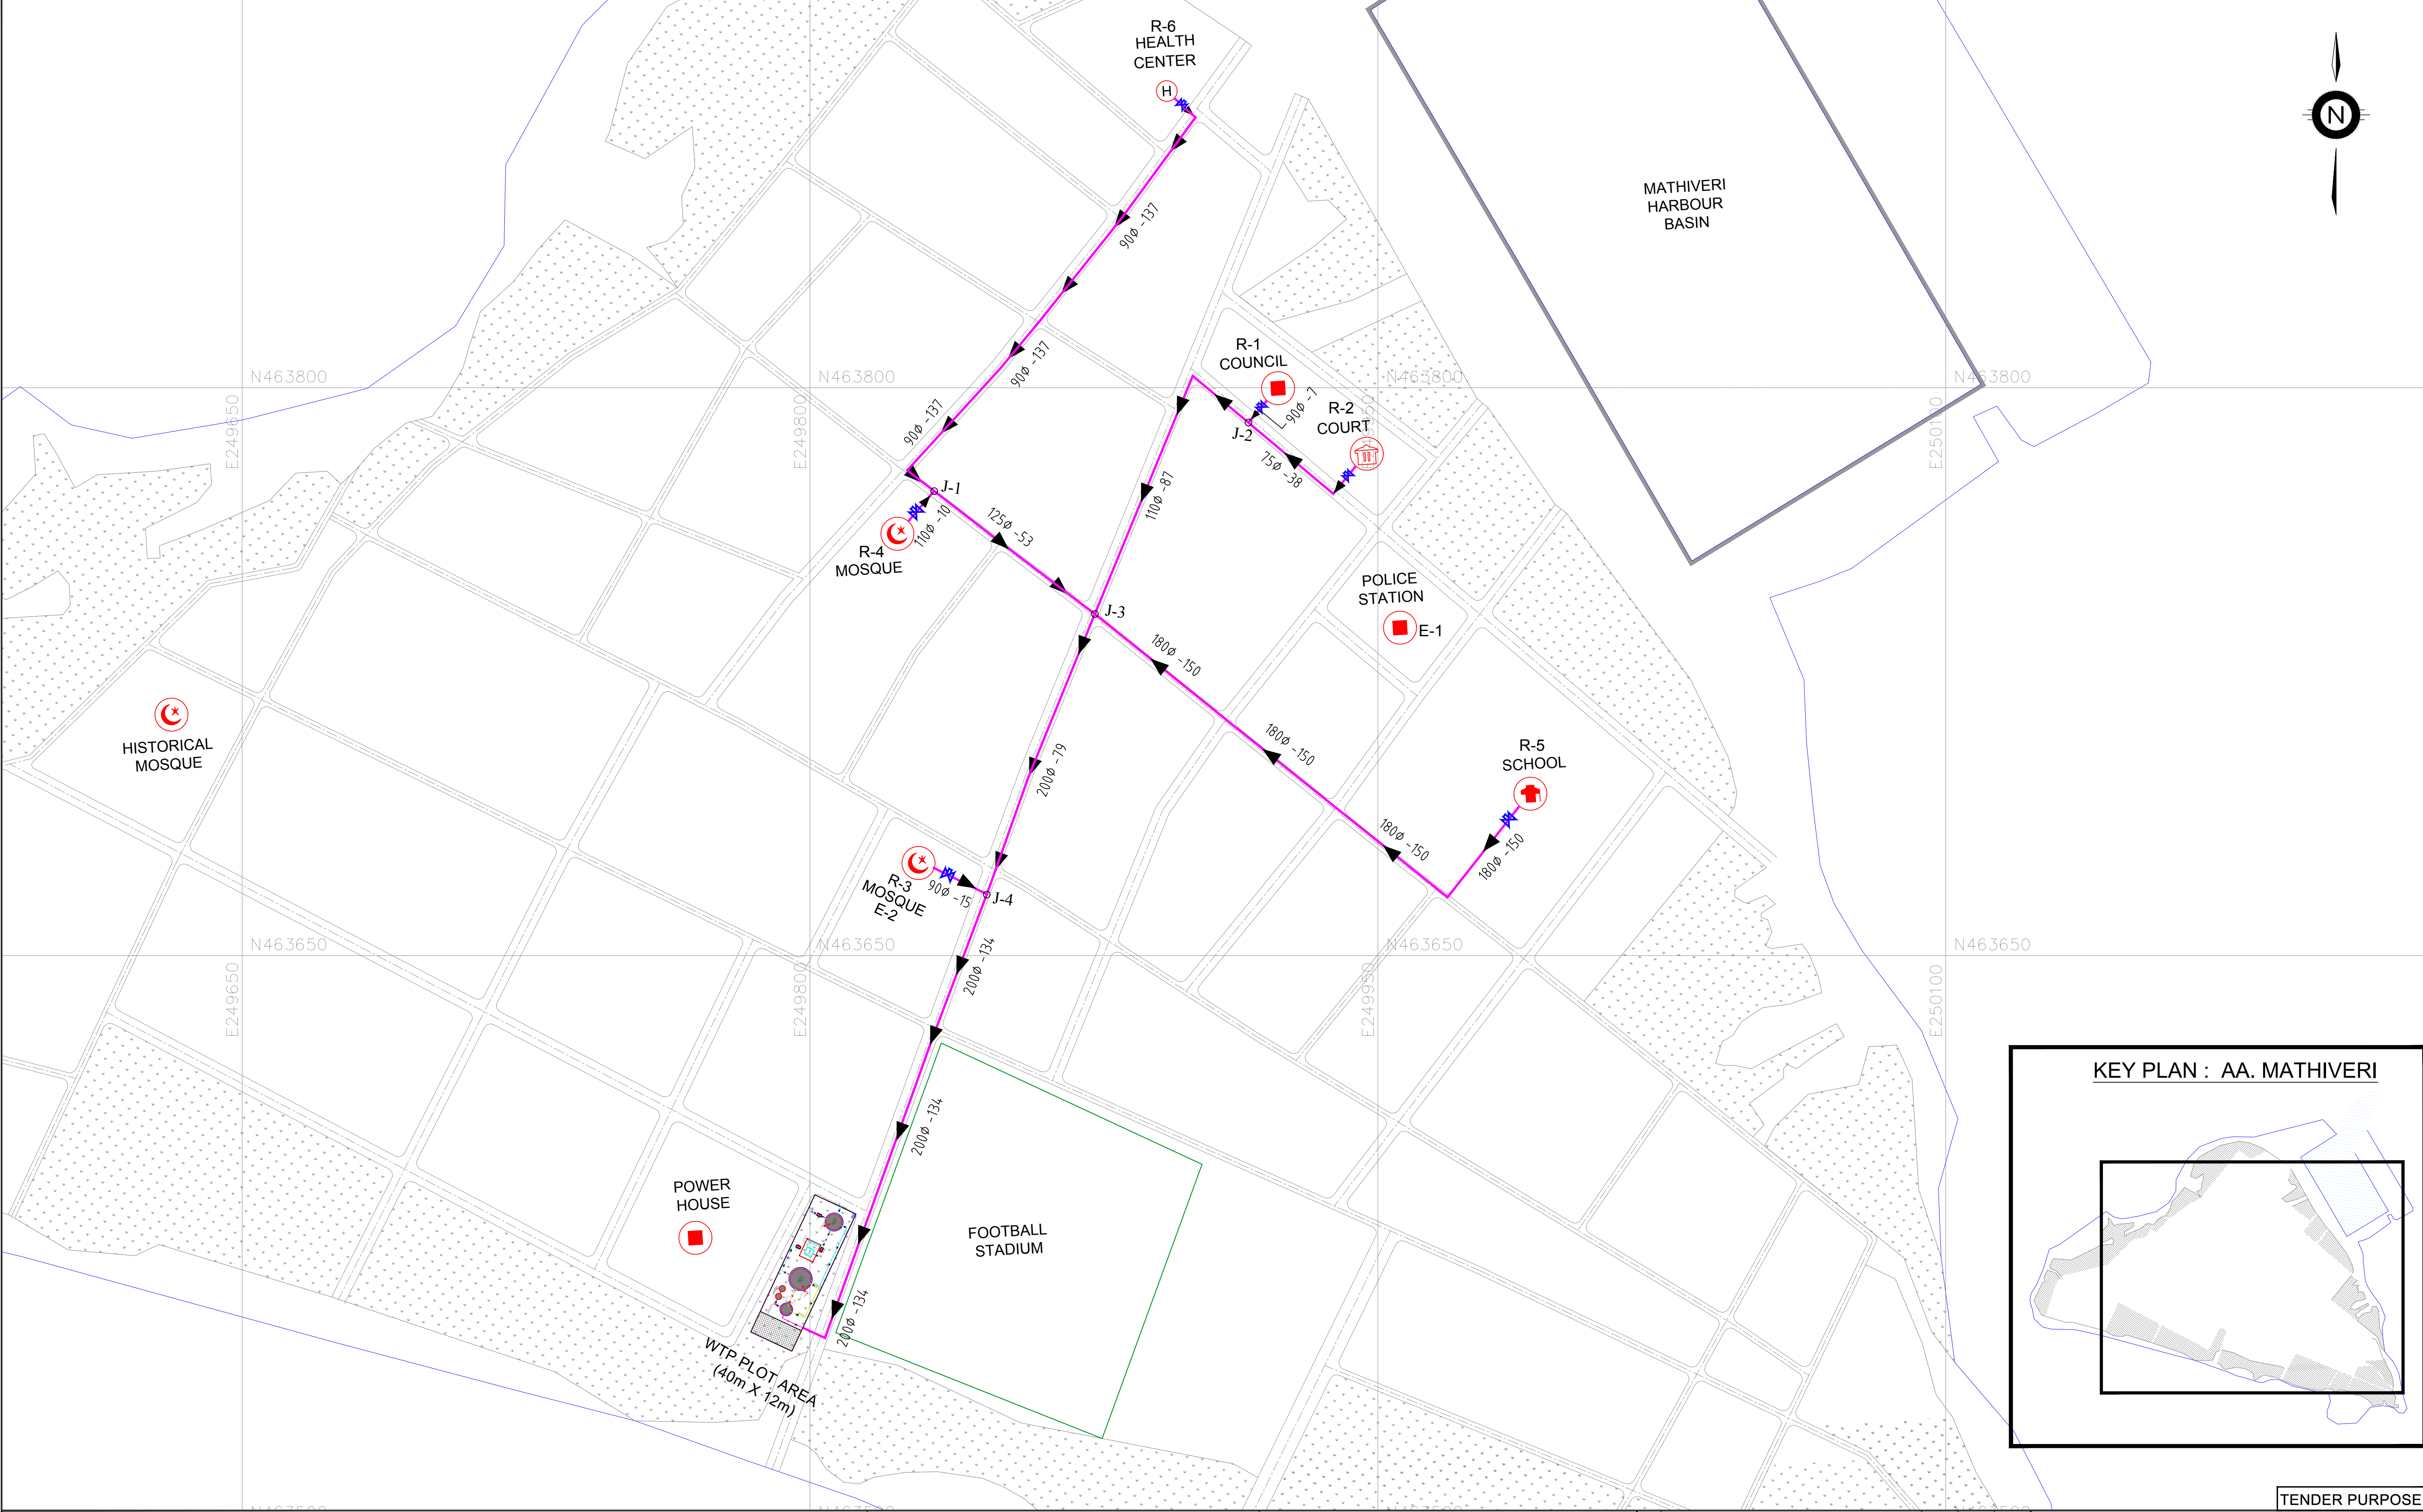 R-6
HEALTH
CENTER
H
N
MATHIVERI
HARBOUR
BASIN
90ø -137
90ø -137
90ø -137
R-1
COUNCIL
90ø -7
R-2
COURT
J-2
75ø -38
N463800
N463800
N463800
N463800
E249650
E249800
E250100
J-1
110ø -10
R-4
MOSQUE
125ø -53
110ø -87
J-3
POLICE
STATION
E-1
180ø -150
180ø -150
180ø -150
180ø -150
R-5
SCHOOL
HISTORICAL
MOSQUE
200ø -79
R-3
MOSQUE
E-2
90ø -15
J-4
N463650
N463650
N463650
N463650
E249650
E249800
E249950
E250100
200ø -134
200ø -134
200ø -134
POWER
HOUSE
FOOTBALL
STADIUM
WTP PLOT AREA
(40m X 12m)
KEY PLAN : AA. MATHIVERI
TENDER PURPOSE